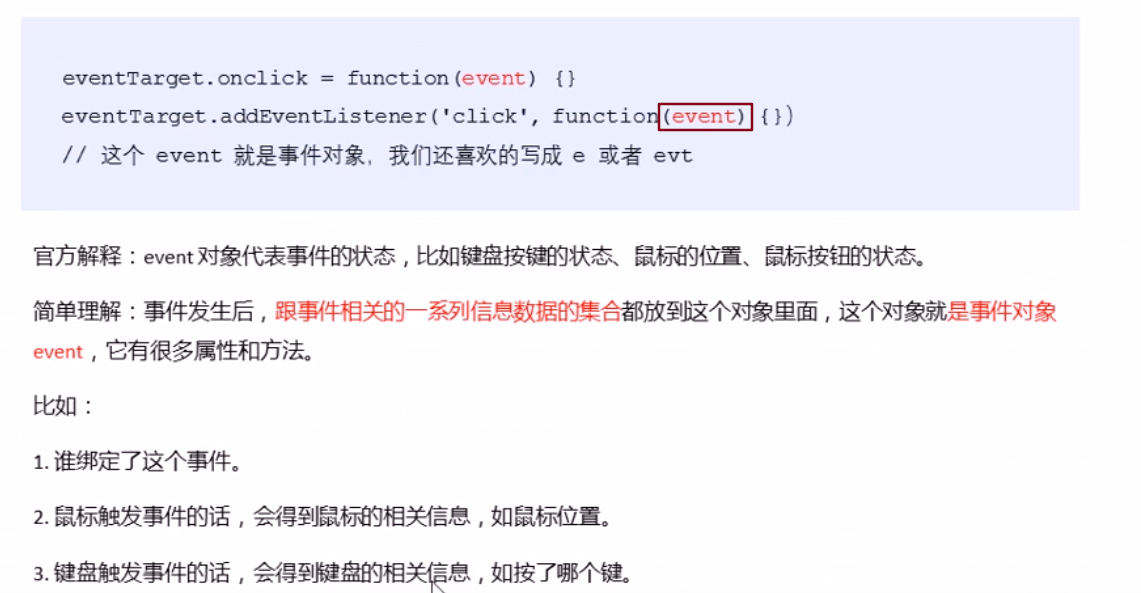 eventTarget.onclick = function(event) {}
eventTarget.addEventListener('click', function(event) {})
// 这个 event 就是事件对象，我们还喜欢的写成 e 或者 evt
官方解释：event 对象代表事件的状态，比如键盘按键的状态、鼠标的位置、鼠标按钮的状态。
简单理解：事件发生后，跟事件相关的一系列信息数据的集合都放到这个对象里面，这个对象就是事件对象
event，它有很多属性和方法。
比如：
1. 谁绑定了这个事件。
2. 鼠标触发事件的话，会得到鼠标的相关信息，如鼠标位置。
3. 键盘触发事件的话，会得到键盘的相关信息，如按了哪个键。